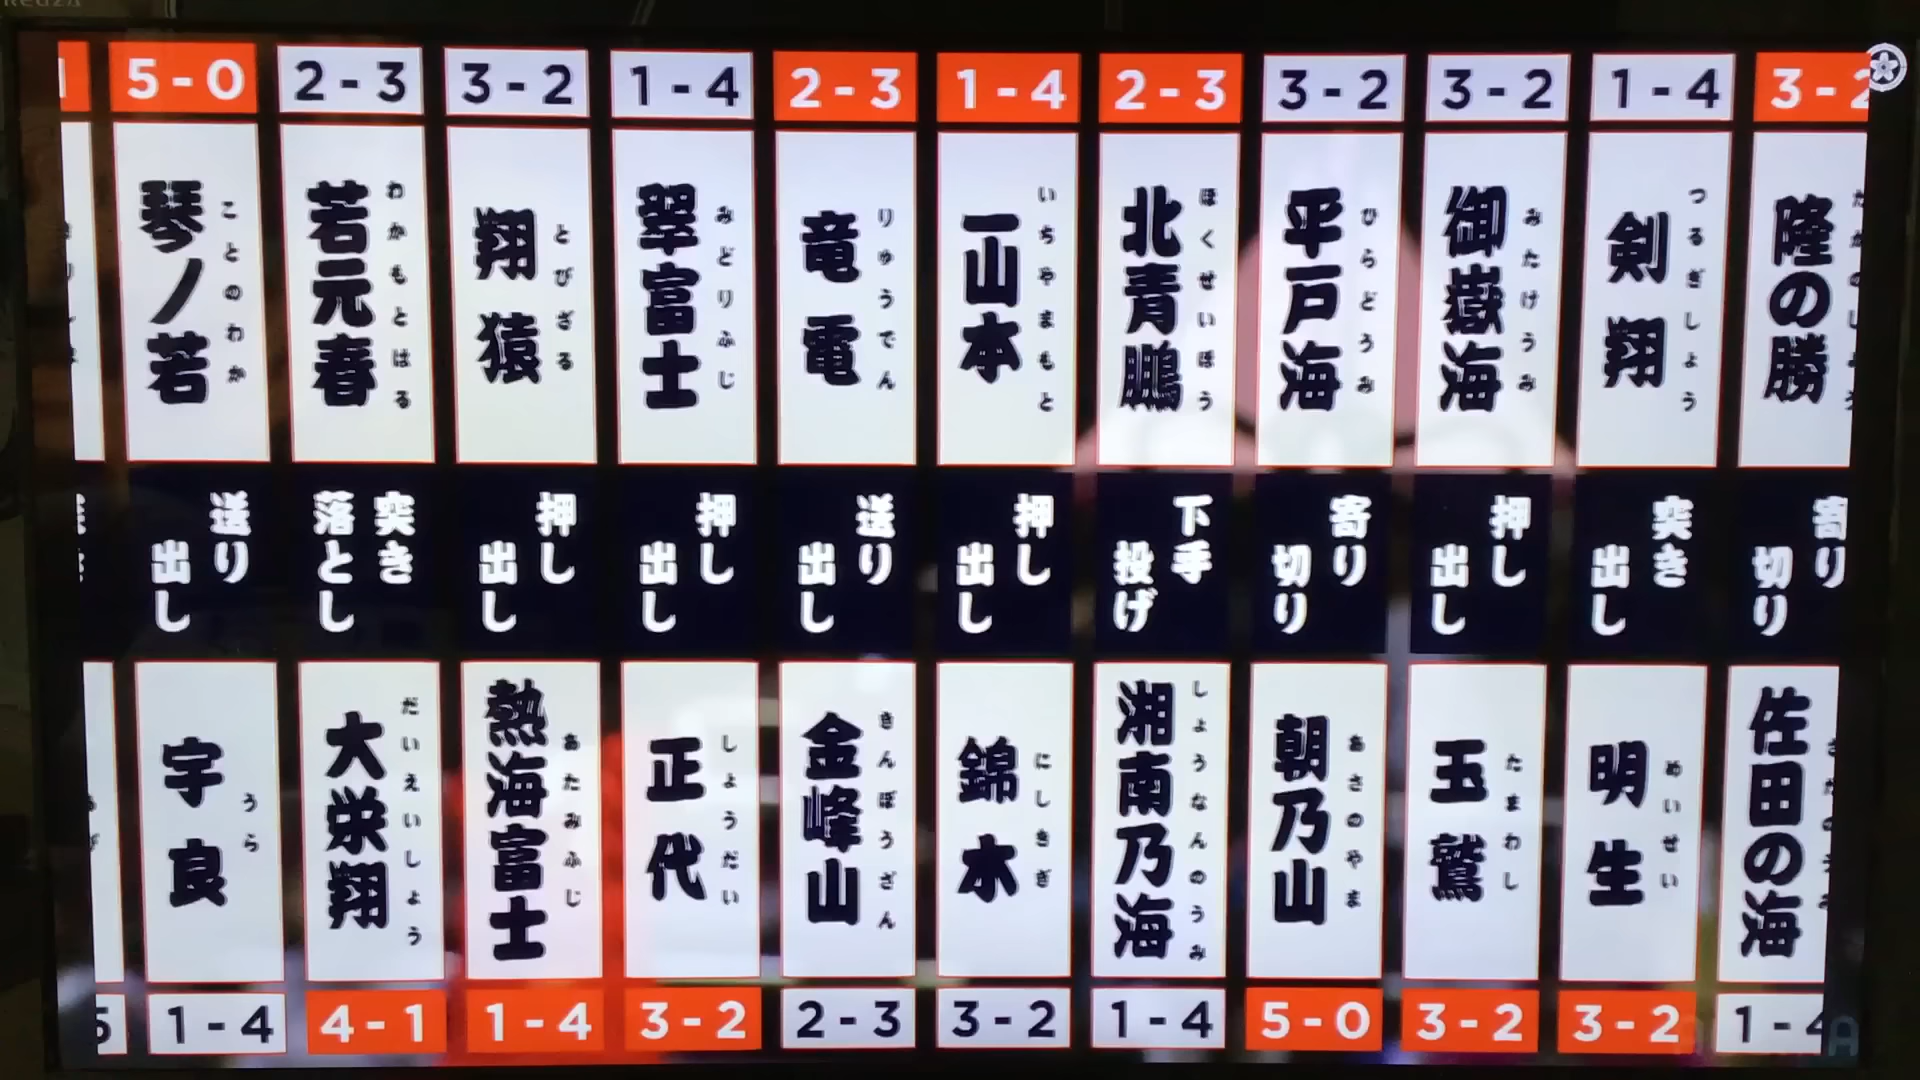 5-0
2-3
3-2
1-4
2-3
1-4
2-3
3-2
3-2
1-4
3-2
琴ノ若
ことのわか
若元春
わかもとはる
翔猿
とびざる
翠富士
みどりふじ
竜電
りゅうでん
一山本
いちやまもと
北青鵬
ほくせいほう
平戸海
ひらどうみ
御嶽海
みたけうみ
剣翔
つるぎしょう
隆の勝
送り出し
突き落とし
押し出し
押し出し
送り出し
押し出し
下手投げ
寄り切り
押し出し
突き出し
寄り切り
宇良
うら
大栄翔
だいえいしょう
熱海富士
あたみふじ
正代
しょうだい
金峰山
きんぼうざん
錦木
にしきぎ
湘南乃海
しょうなんのうみ
朝乃山
あさのやま
玉鷲
たまわし
明生
めいせい
佐田の海
1-4
4-1
1-4
3-2
2-3
3-2
1-4
5-0
3-2
3-2
1-4